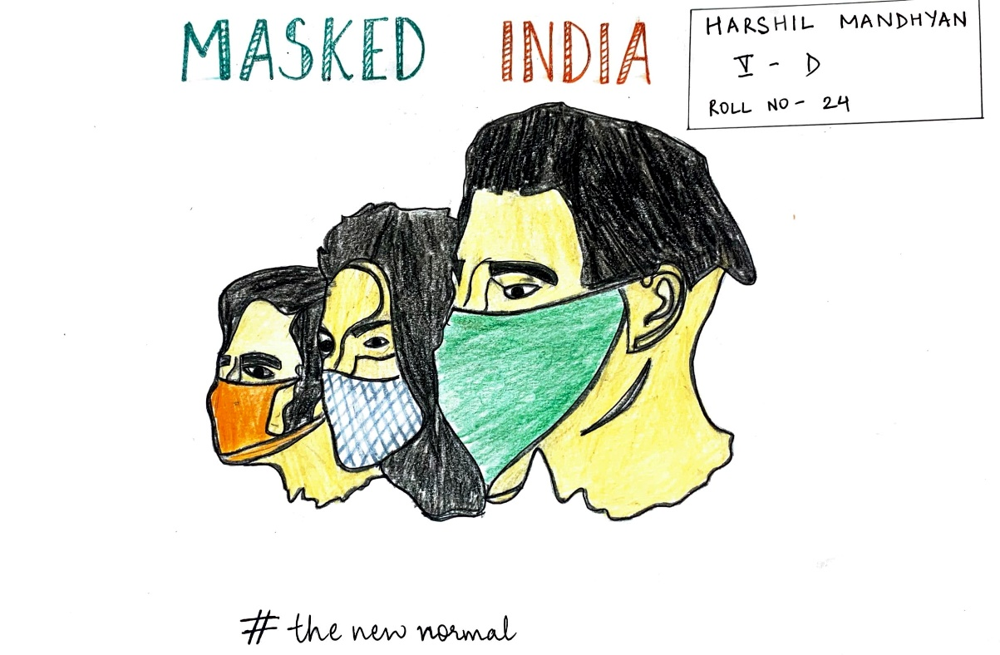 MASKED INDIA
HARSHIL MANDHYAN
V - D
ROLL NO - 24
# the new normal